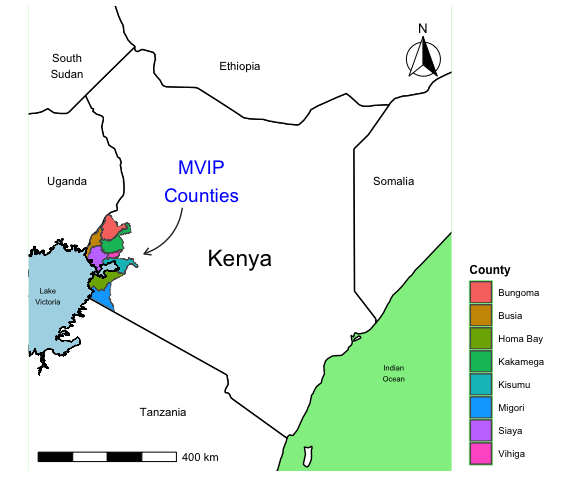 N
South
Sudan
Ethiopia
Uganda
MVIP
Counties
Somalia
Kenya
Lake
Victoria
Indian
Ocean
Tanzania
400 km
County
Bungoma
Busia
Homa Bay
Kakamega
Kisumu
Migori
Siaya
Vihiga